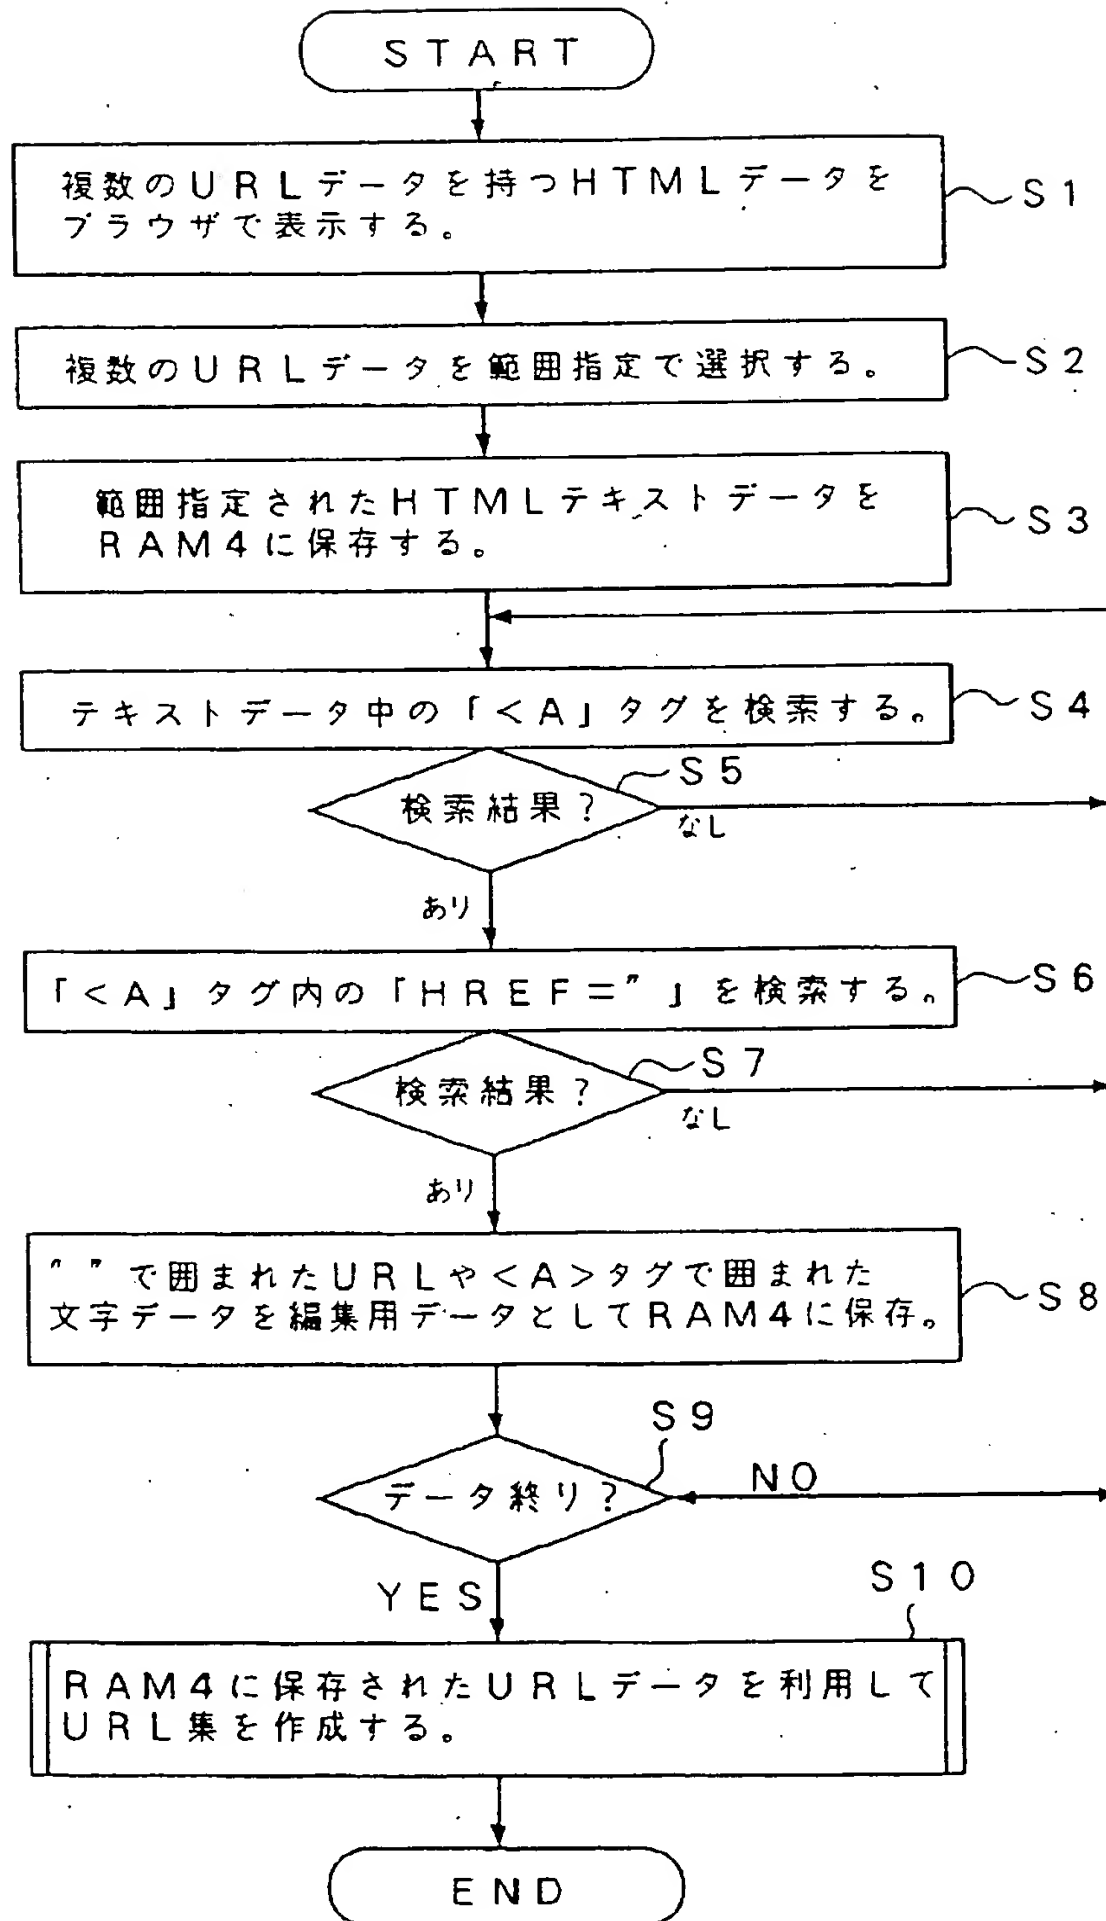 START
複数のURLデータを持つHTMLデータを
ブラウザで表示する。
S1
複数のURLデータを範囲指定で選択する。
S2
範囲指定されたHTMLテキストデータを
RAM4に保存する。
S3
テキストデータ中の「<A」タグを検索する。
S4
検索結果?
S5
なし
あり
「<A」タグ内の「HREF=〃」を検索する。
S6
検索結果?
S7
なし
あり
〃〃で囲まれたURLや<A>タグで囲まれた
文字データを編集用データとしてRAM4に保存。
S8
S9
データ終り?
NO
YES
S10
RAM4に保存されたURLデータを利用して
URL集を作成する。
END